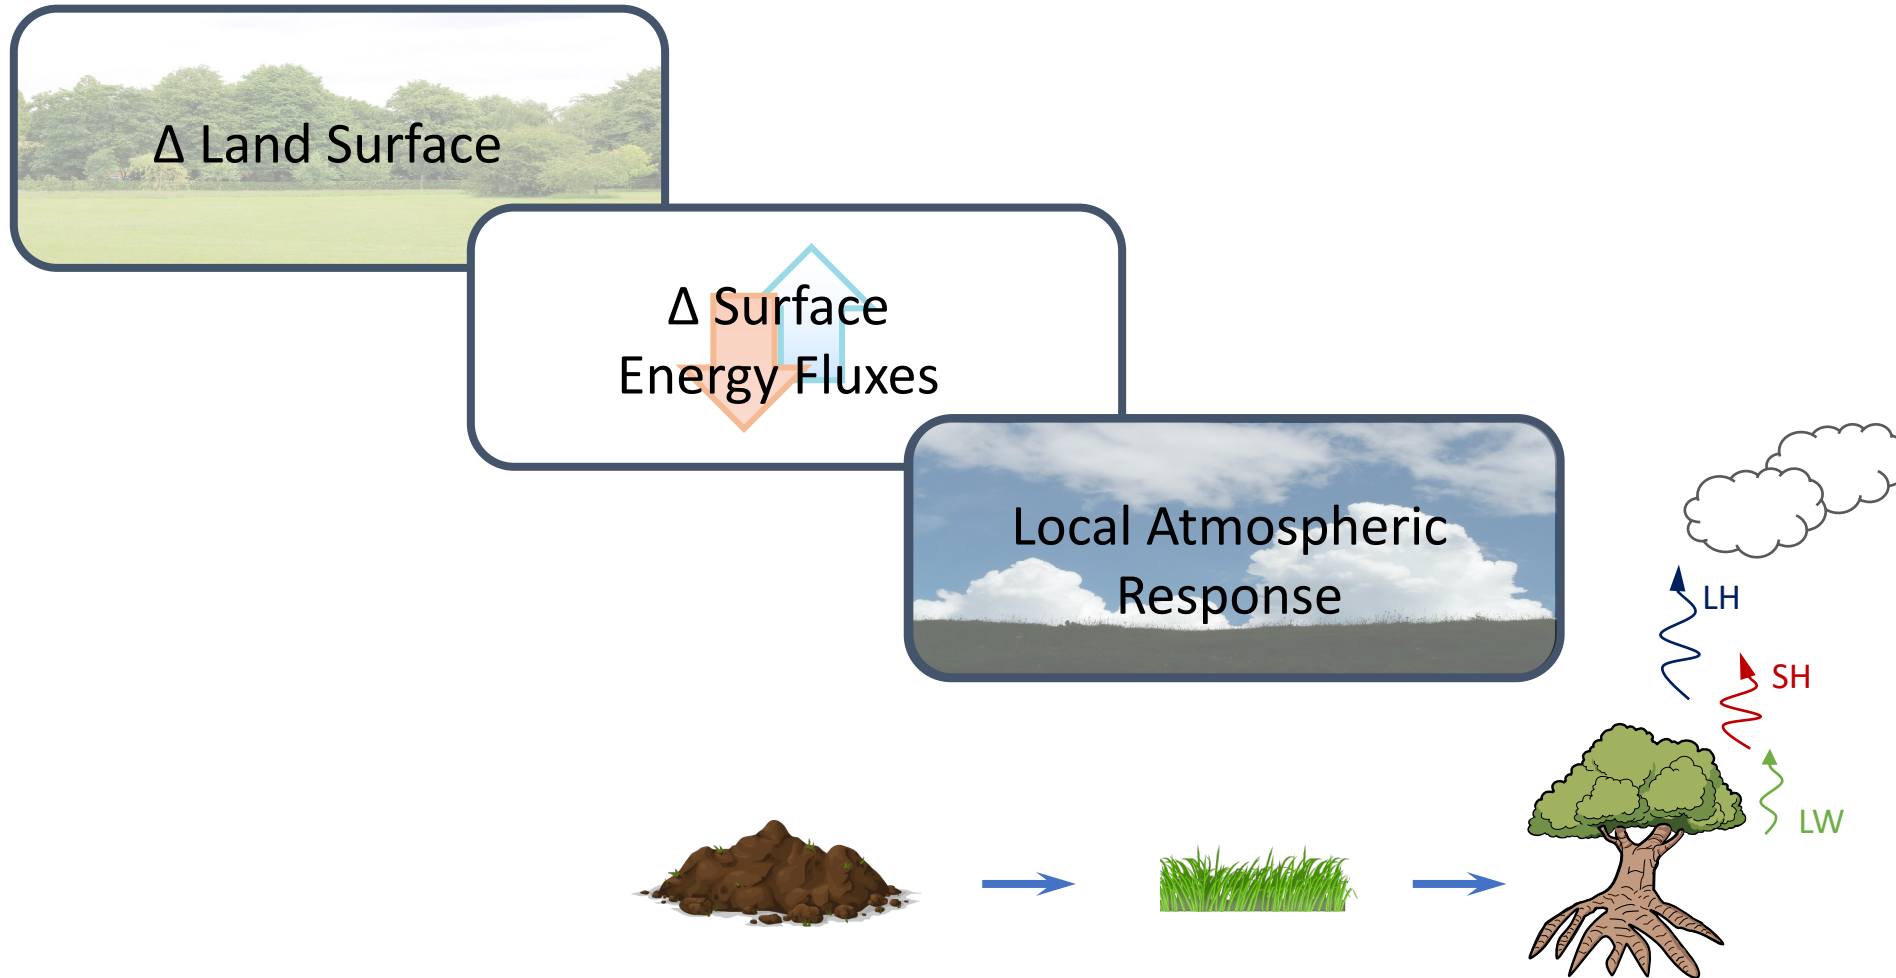 Δ Land Surface
Δ Surface
Energy Fluxes
Local Atmospheric
Response
LH
SH
LW